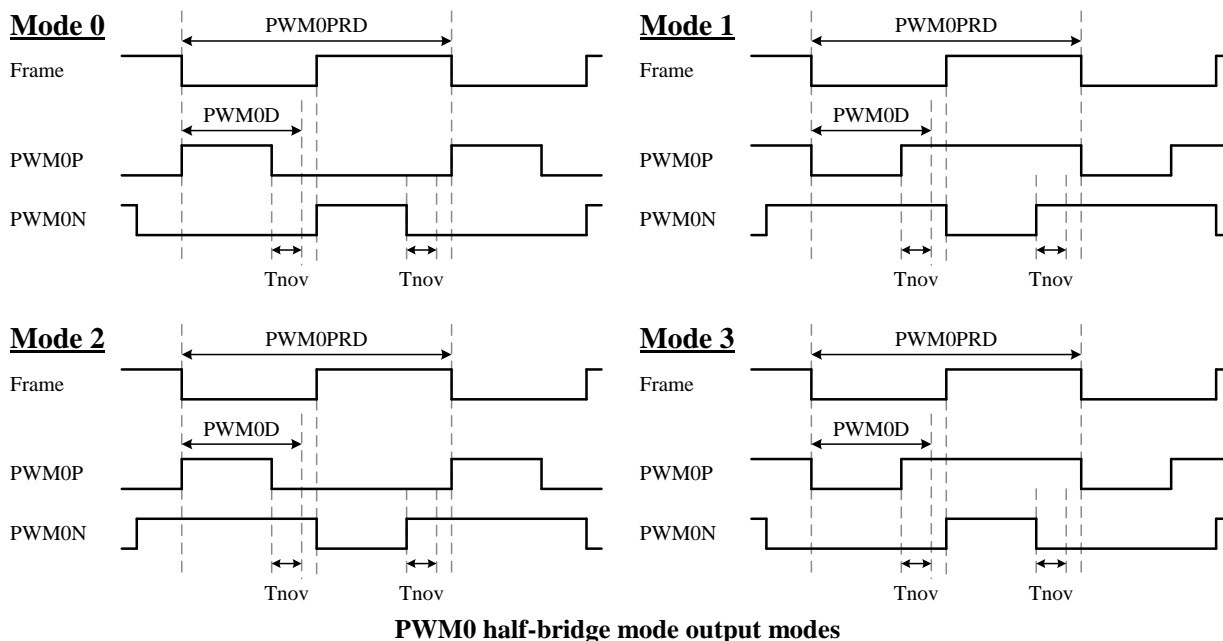 Mode 0
PWM0PRD
Frame
PWM0D
PWM0P
PWM0N
Tnov
Tnov
Mode 1
PWM0PRD
Frame
PWM0D
PWM0P
PWM0N
Tnov
Tnov
Mode 2
PWM0PRD
Frame
PWM0D
PWM0P
PWM0N
Tnov
Tnov
Mode 3
PWM0PRD
Frame
PWM0D
PWM0P
PWM0N
Tnov
Tnov
PWM0 half-bridge mode output modes